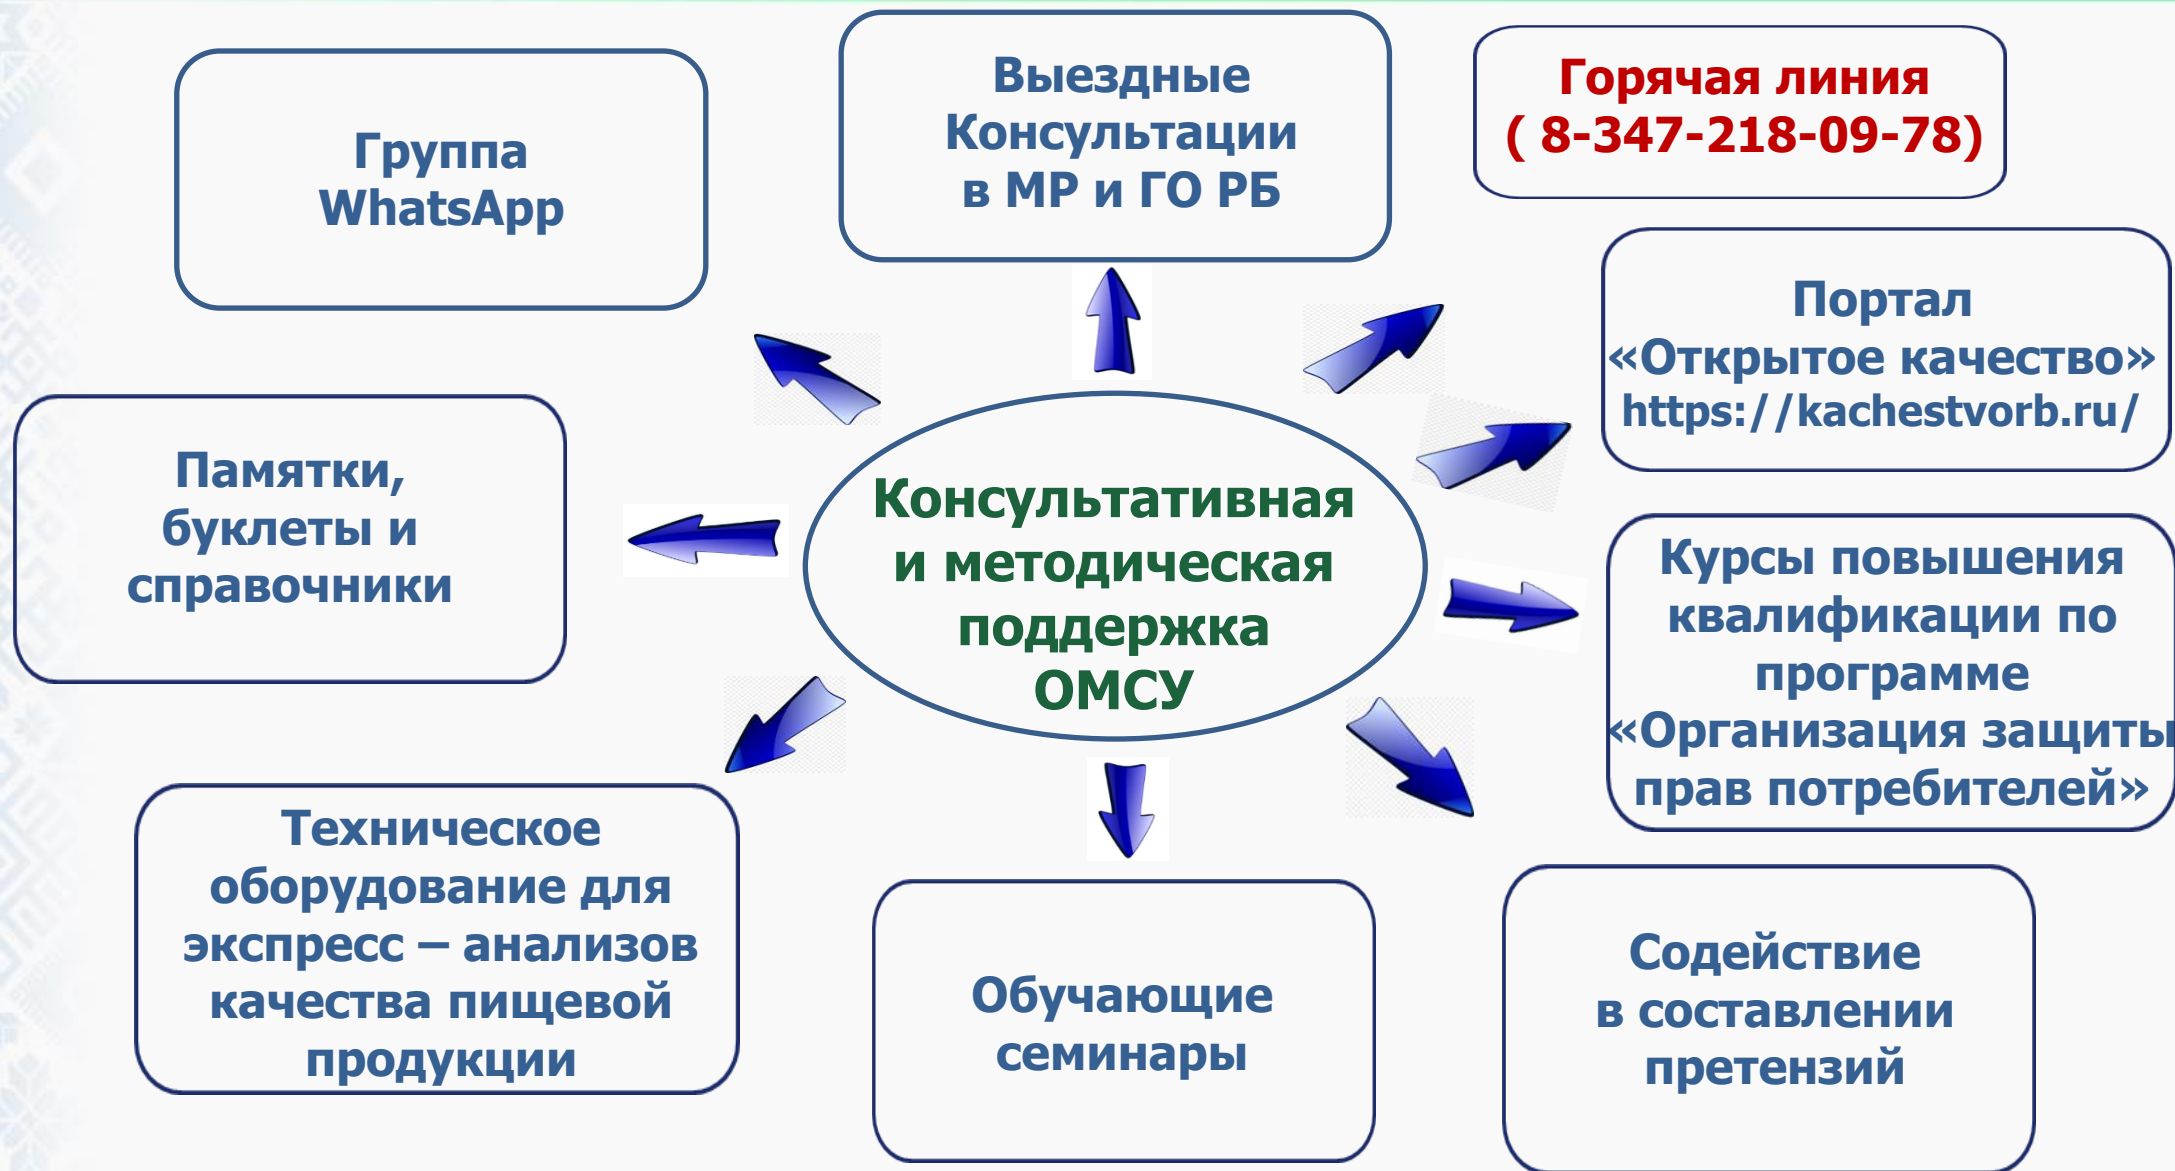 Группа
WhatsApp
Выездные
Консультации
в МР и ГО РБ
Горячая линия
( 8-347-218-09-78)
Портал
«Открытое качество»
https://kachestvorb.ru/
Памятки,
буклеты и
справочники
Консультативная
и методическая
поддержка
ОМСУ
Курсы повышения
квалификации по
программе
«Организация защиты
прав потребителей»
Техническое
оборудование для
экспресс – анализов
качества пищевой
продукции
Обучающие
семинары
Содействие
в составлении
претензий